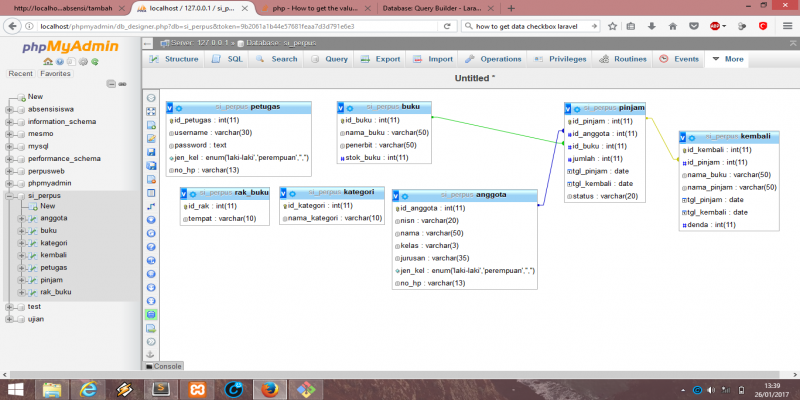 http://localho...absensi/tambah
localhost / 127.0.0.1 / si_p...
php - How to get the valu...
Database: Query Builder - Lara...
localhost/phpmyadmin/db_designer.php?db=si_perpus&token=9b2061a1b44e57681feaa7d3d791e6e3
how to get data checkbox laravel
phpMyAdmin
Server: 127.0.0.1 » Database: si_perpus
Structure SQL Search Query Export Import Operations Privileges Routines Events More
Recent Favorites
Untitled *
New
absensisiswa
information_schema
mesmo
mysql
performance_schema
perpusweb
phpmyadmin
si_perpus
New
anggota
buku
kategori
kembali
petugas
pinjam
rak_buku
test
ujian
si_perpus petugas
id_petugas : int(11)
username : varchar(30)
password : text
jen_kel : enum('laki-laki','perempuan','','')
no_hp : varchar(13)
si_perpus buku
id_buku : int(11)
nama_buku : varchar(50)
penerbit : varchar(50)
stok_buku : int(11)
si_perpus pinjam
id_pinjam : int(11)
id_anggota : int(11)
id_buku : int(11)
jumlah : int(11)
tgl_pinjam : date
tgl_kembali : date
status : varchar(20)
si_perpus kembali
id_kembali : int(11)
id_pinjam : int(11)
nama_buku : varchar(50)
nama_pinjam : varchar(50)
tgl_pinjam : date
tgl_kembali : date
denda : int(11)
si_perpus rak_buku
id_rak : int(11)
tempat : varchar(10)
si_perpus kategori
id_kategori : int(11)
nama_kategori : varchar(10)
si_perpus anggota
id_anggota : int(11)
nisn : varchar(20)
nama : varchar(50)
kelas : varchar(3)
jurusan : varchar(35)
jen_kel : enum('laki-laki','perempuan','','')
no_hp : varchar(13)
Console
13:39
26/01/2017